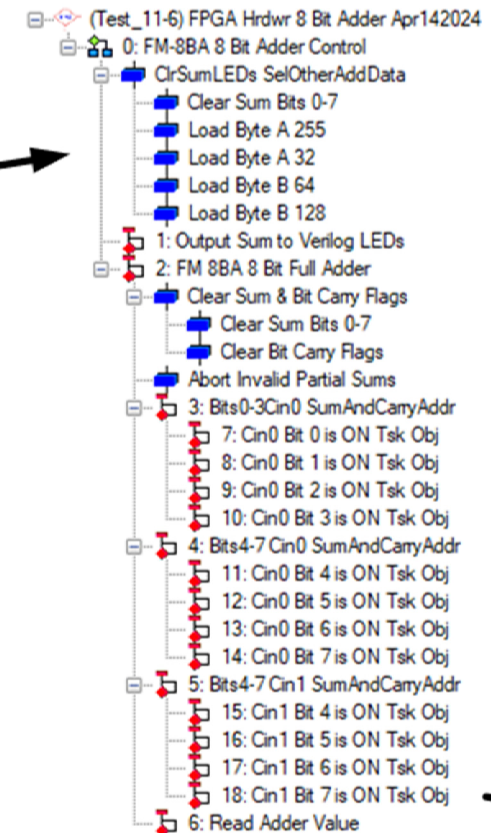 (Test_11-6) FPGA Hrdwr 8 Bit Adder Apr142024
0: FM-8BA 8 Bit Adder Control
ClrSumLEDs SelOtherAddData
Clear Sum Bits 0-7
Load Byte A 255
Load Byte A 32
Load Byte B 64
Load Byte B 128
1: Output Sum to Verilog LEDs
2: FM 8BA 8 Bit Full Adder
Clear Sum & Bit Carry Flags
Clear Sum Bits 0-7
Clear Bit Carry Flags
Abort Invalid Partial Sums
3: Bits0-3Cin0 SumAndCarryAddr
7: Cin0 Bit 0 is ON Tsk Obj
8: Cin0 Bit 1 is ON Tsk Obj
9: Cin0 Bit 2 is ON Tsk Obj
10: Cin0 Bit 3 is ON Tsk Obj
4: Bits4-7 Cin0 SumAndCarryAddr
11: Cin0 Bit 4 is ON Tsk Obj
12: Cin0 Bit 5 is ON Tsk Obj
13: Cin0 Bit 6 is ON Tsk Obj
14: Cin0 Bit 7 is ON Tsk Obj
5: Bits4-7 Cin1 SumAndCarryAddr
15: Cin1 Bit 4 is ON Tsk Obj
16: Cin1 Bit 5 is ON Tsk Obj
17: Cin1 Bit 6 is ON Tsk Obj
18: Cin1 Bit 7 is ON Tsk Obj
6: Read Adder Value